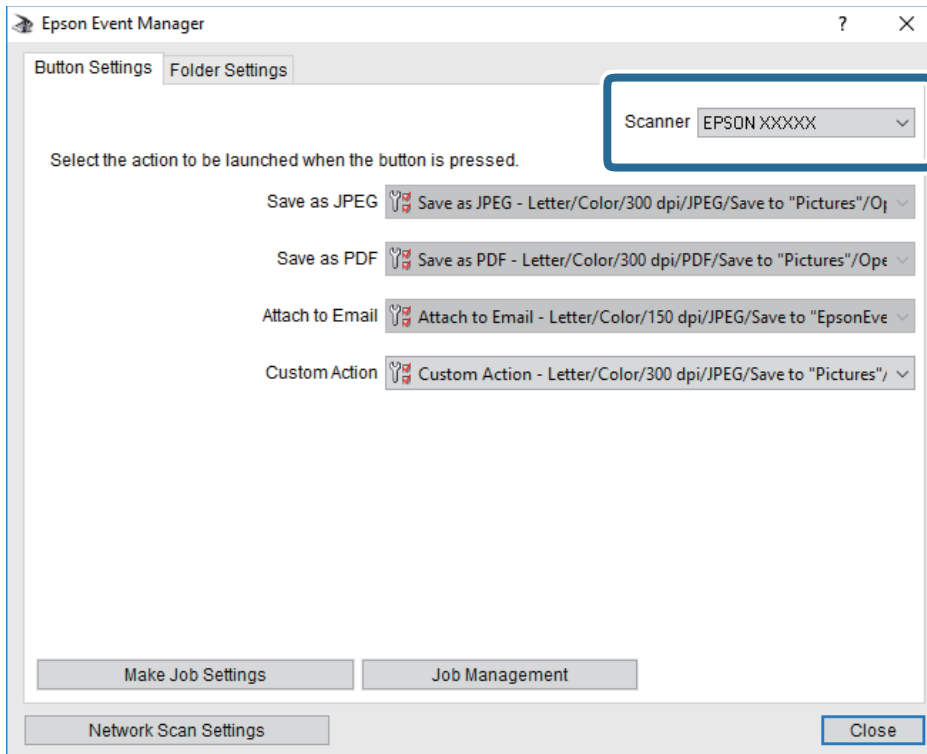 Epson Event Manager
?
Button Settings Folder Settings
Scanner EPSON XXXXX
Select the action to be launched when the button is pressed.
Save as JPEG Save as JPEG - Letter/Color/300 dpi/JPEG/Save to "Pictures"/Op
Save as PDF Save as PDF - Letter/Color/300 dpi/PDF/Save to "Pictures"/Ope
Attach to Email Attach to Email - Letter/Color/150 dpi/JPEG/Save to "EpsonEve
Custom Action Custom Action - Letter/Color/300 dpi/JPEG/Save to "Pictures"/
Make Job Settings Job Management
Network Scan Settings Close